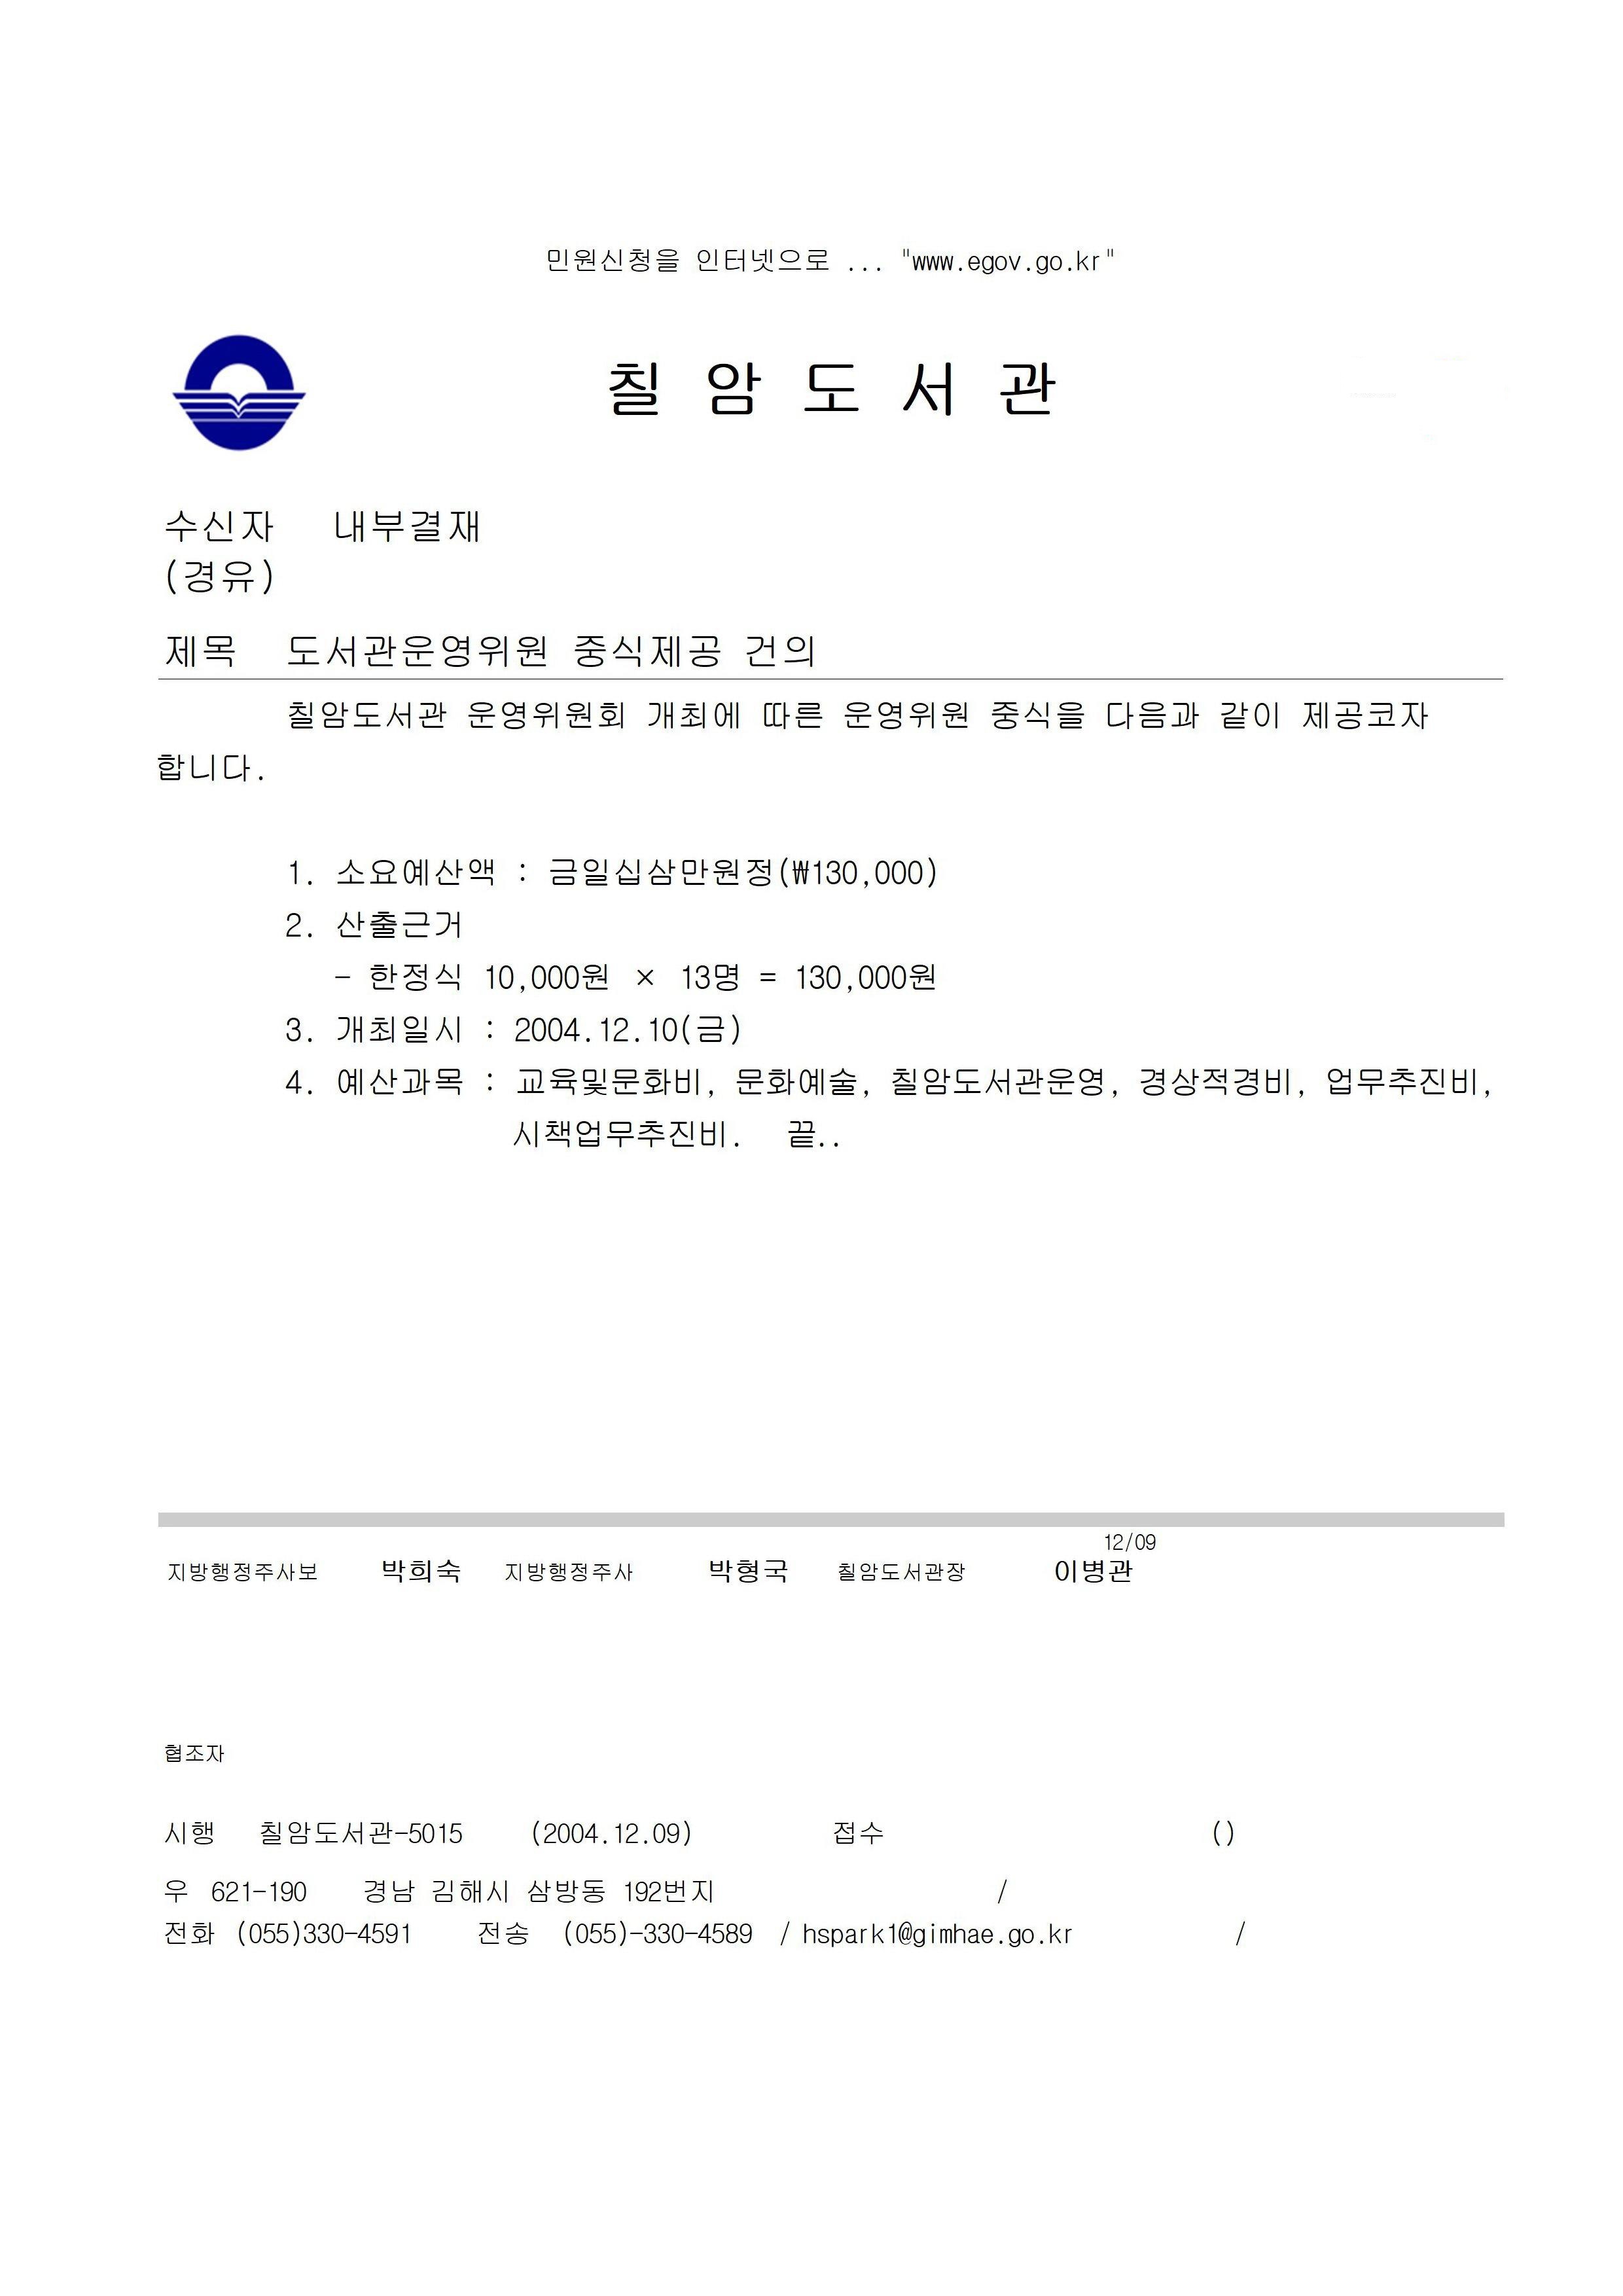 민원신청을 인터넷으로 ... "www.egov.go.kr"
칠 암 도 서 관
수신자 내부결재
(경유)
제목 도서관운영위원 중식제공 건의
칠암도서관 운영위원회 개최에 따른 운영위원 중식을 다음과 같이 제공코자
합니다.
1. 소요예산액 : 금일십삼만원정(₩130,000)
2. 산출근거
- 한정식 10,000원 × 13명 = 130,000원
3. 개최일시 : 2004.12.10(금)
4. 예산과목 : 교육및문화비, 문화예술, 칠암도서관운영, 경상적경비, 업무추진비,
시책업무추진비. 끝..
12/09
지방행정주사보 박희숙 지방행정주사 박형국 칠암도서관장 이병관
협조자
시행 칠암도서관-5015 (2004.12.09) 접수 ()
우 621-190 경남 김해시 삼방동 192번지 /
전화 (055)330-4591 전송 (055)-330-4589 / hspark1@gimhae.go.kr /